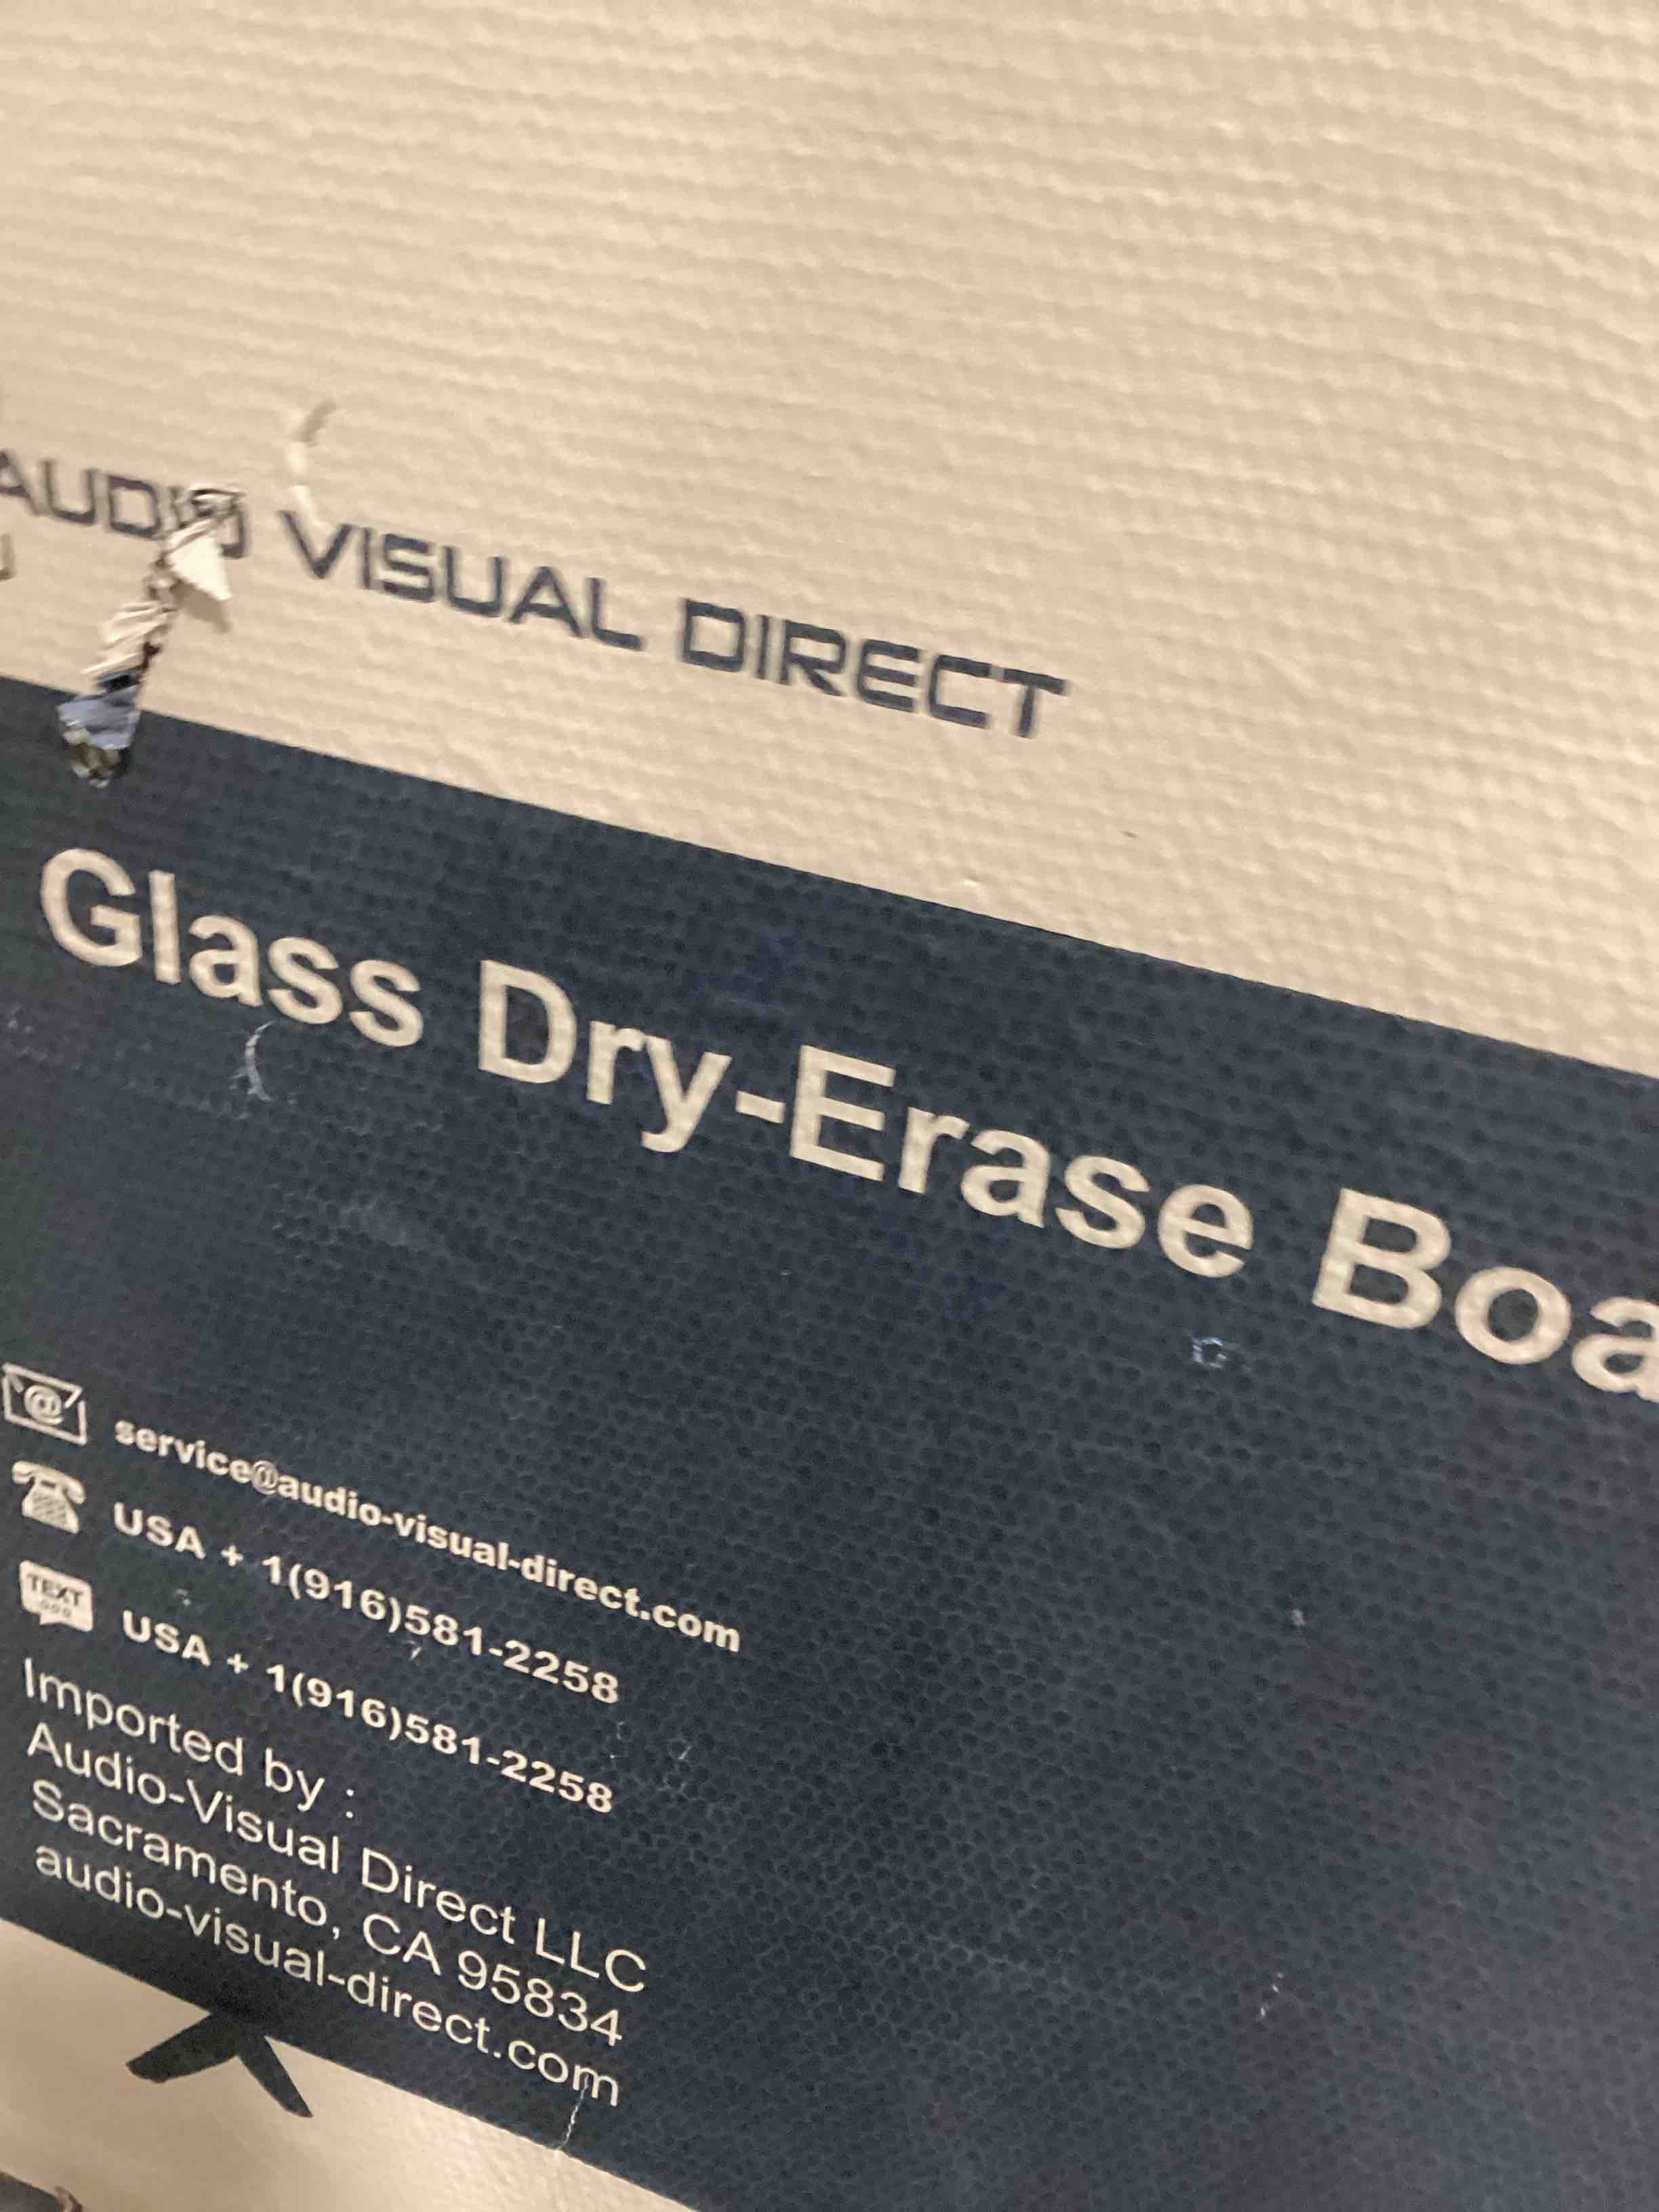 AUDIO VISUAL DIRECT
Glass Dry-Erase Boa
service@audio-visual-direct.com
USA + 1(916)581-2258
TEXT
USA + 1(916)581-2258
Imported by :
Audio-Visual Direct LLC
Sacramento, CA 95834
audio-visual-direct.com